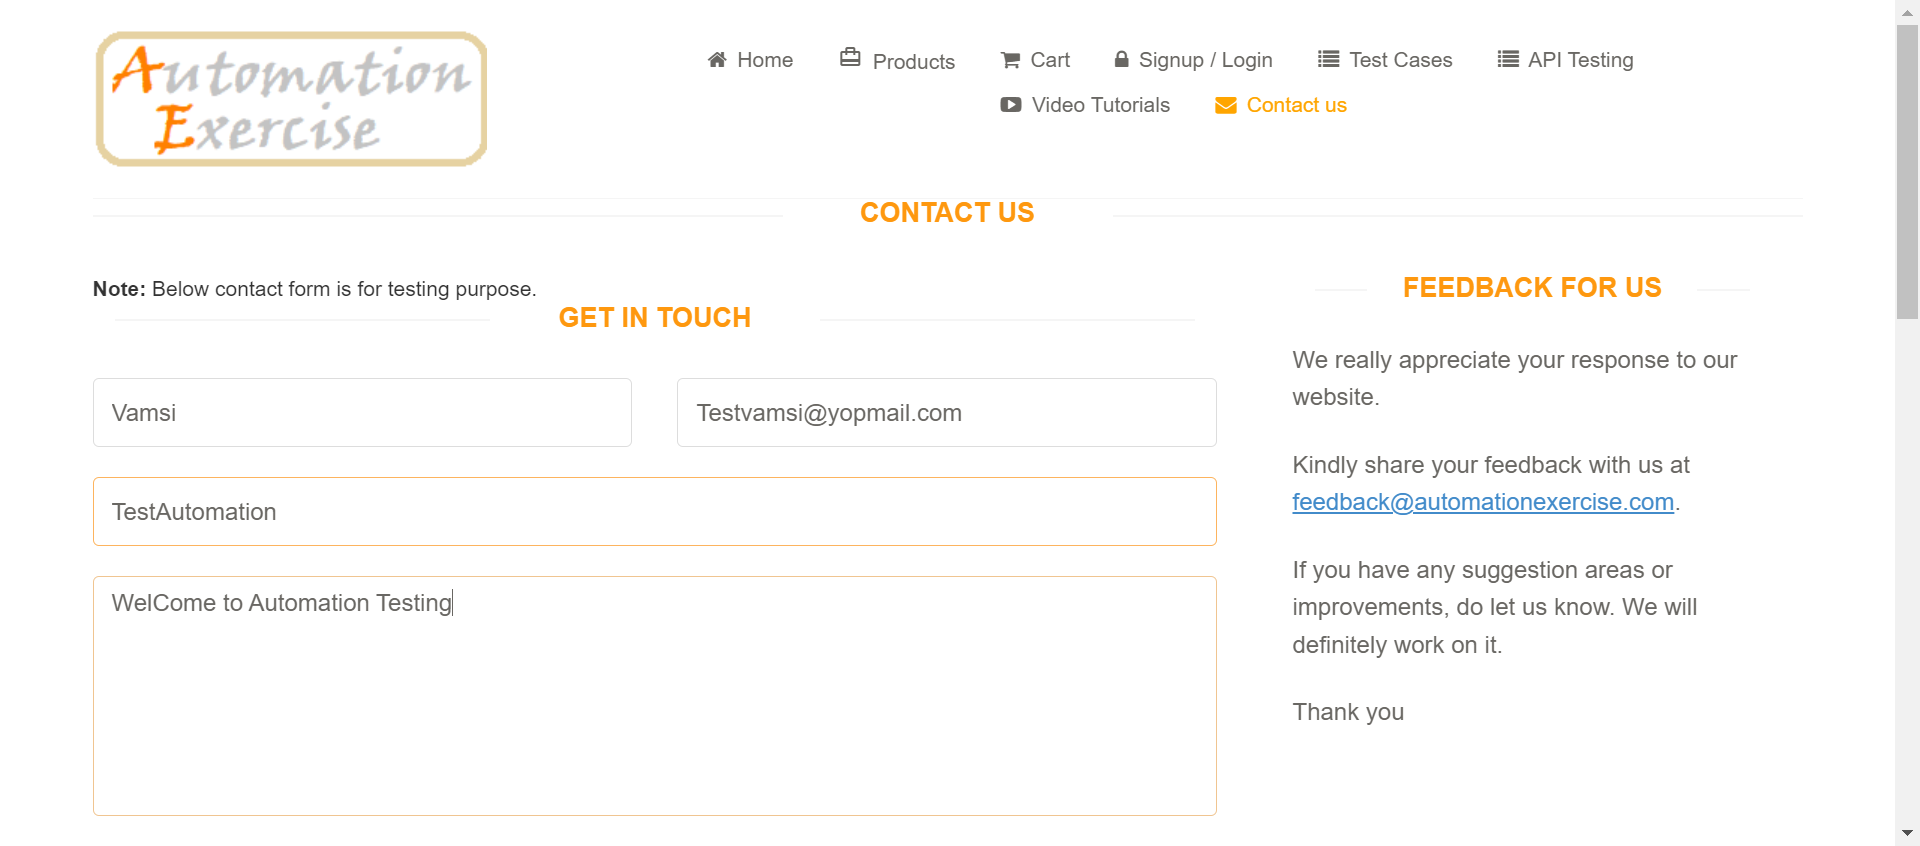 Automation
Exercise
Home
Products
Cart
Signup / Login
Test Cases
API Testing
Video Tutorials
Contact us
CONTACT US
Note: Below contact form is for testing purpose.
GET IN TOUCH
Vamsi
Testvamsi@yopmail.com
TestAutomation
WelCome to Automation Testing
FEEDBACK FOR US
We really appreciate your response to our
website.
Kindly share your feedback with us at
feedback@automationexercise.com.
If you have any suggestion areas or
improvements, do let us know. We will
definitely work on it.
Thank you